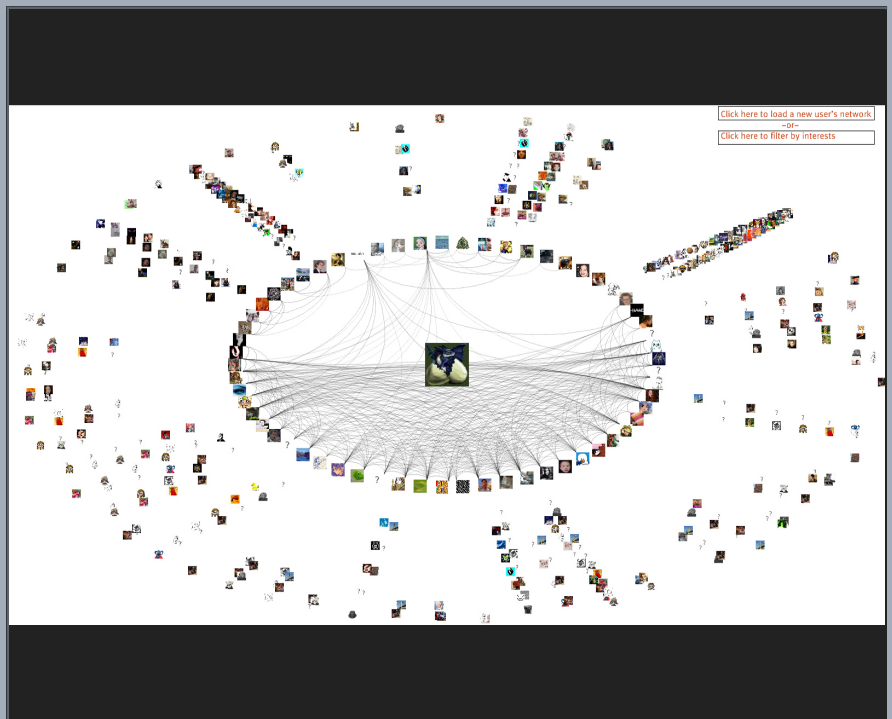 Click here to load a new user's network
--or--
Click here to filter by interests